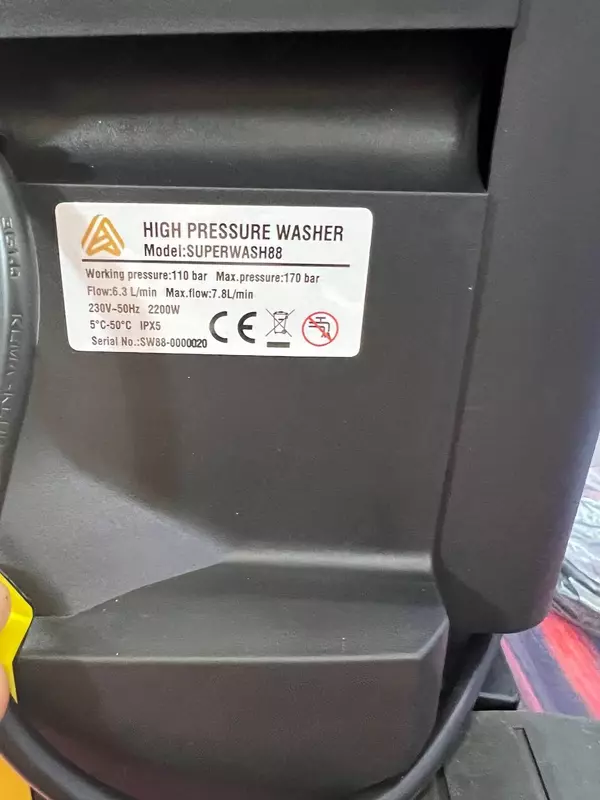 HIGH PRESSURE WASHER
Model:SUPERWASH88
Working pressure:110 bar Max.pressure:170 bar
Flow:6.3 L/min Max.flow:7.8L/min
230V~50Hz 2200W
5°C-50°C IPX5
Serial No.:SW88-0000020
CE